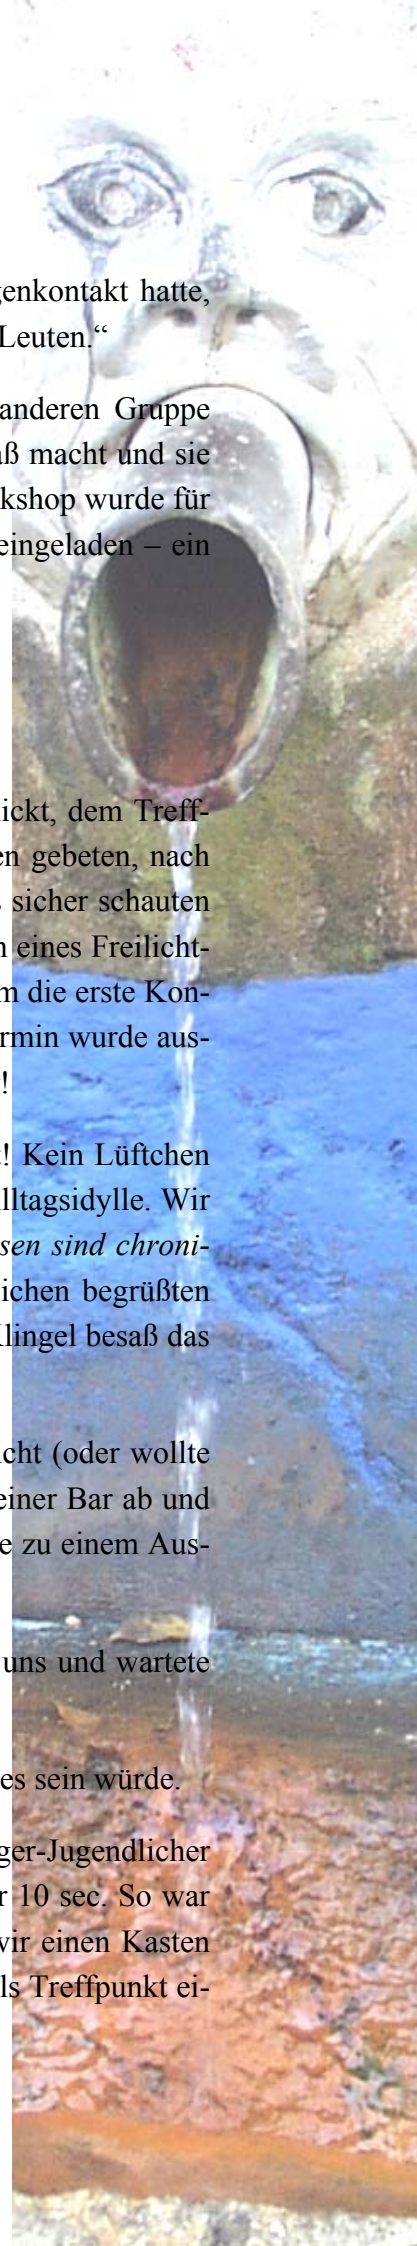 genkontakt hatte,
Leuten.“
anderen Gruppe
aß macht und sie
kshop wurde für
eingeladen – ein
ickt, dem Treff-
en gebeten, nach
s sicher schauten
n eines Freilicht-
m die erste Kon-
ermin wurde aus-
!
t! Kein Lüftchen
lltagsidylle. Wir
sen sind chroni-
ichen begrüßten
Klingel besaß das
icht (oder wollte
einer Bar ab und
e zu einem Aus-
uns und wartete
es sein würde.
ger-Jugendlicher
r 10 sec. So war
wir einen Kasten
ls Treffpunkt ei-